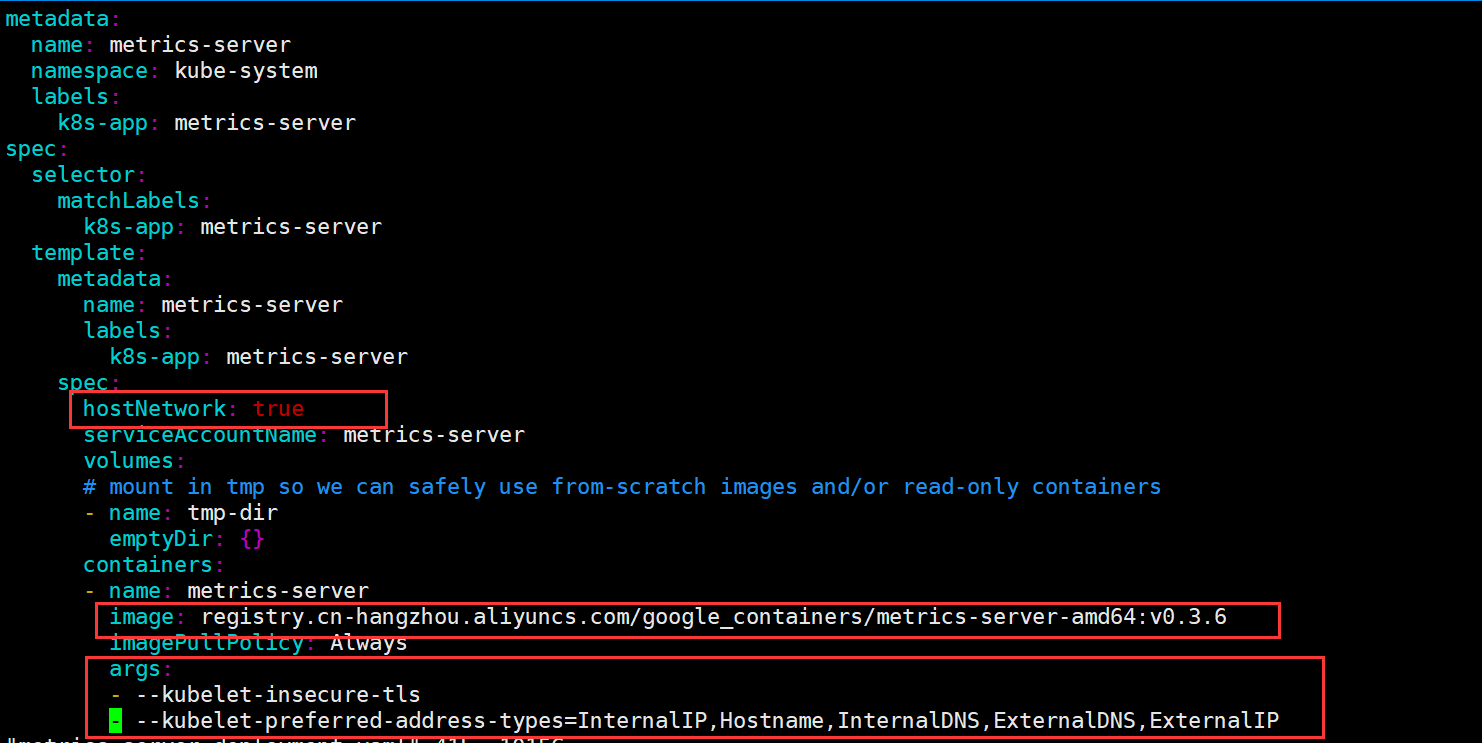 metadata:
  name: metrics-server
  namespace: kube-system
  labels:
    k8s-app: metrics-server
spec:
  selector:
    matchLabels:
      k8s-app: metrics-server
  template:
    metadata:
      name: metrics-server
      labels:
        k8s-app: metrics-server
    spec:
      hostNetwork: true
      serviceAccountName: metrics-server
      volumes:
      # mount in tmp so we can safely use from-scratch images and/or read-only containers
      - name: tmp-dir
        emptyDir: {}
      containers:
      - name: metrics-server
        image: registry.cn-hangzhou.aliyuncs.com/google_containers/metrics-server-amd64:v0.3.6
        imagePullPolicy: Always
        args:
        - --kubelet-insecure-tls
        - --kubelet-preferred-address-types=InternalIP,Hostname,InternalDNS,ExternalDNS,ExternalIP